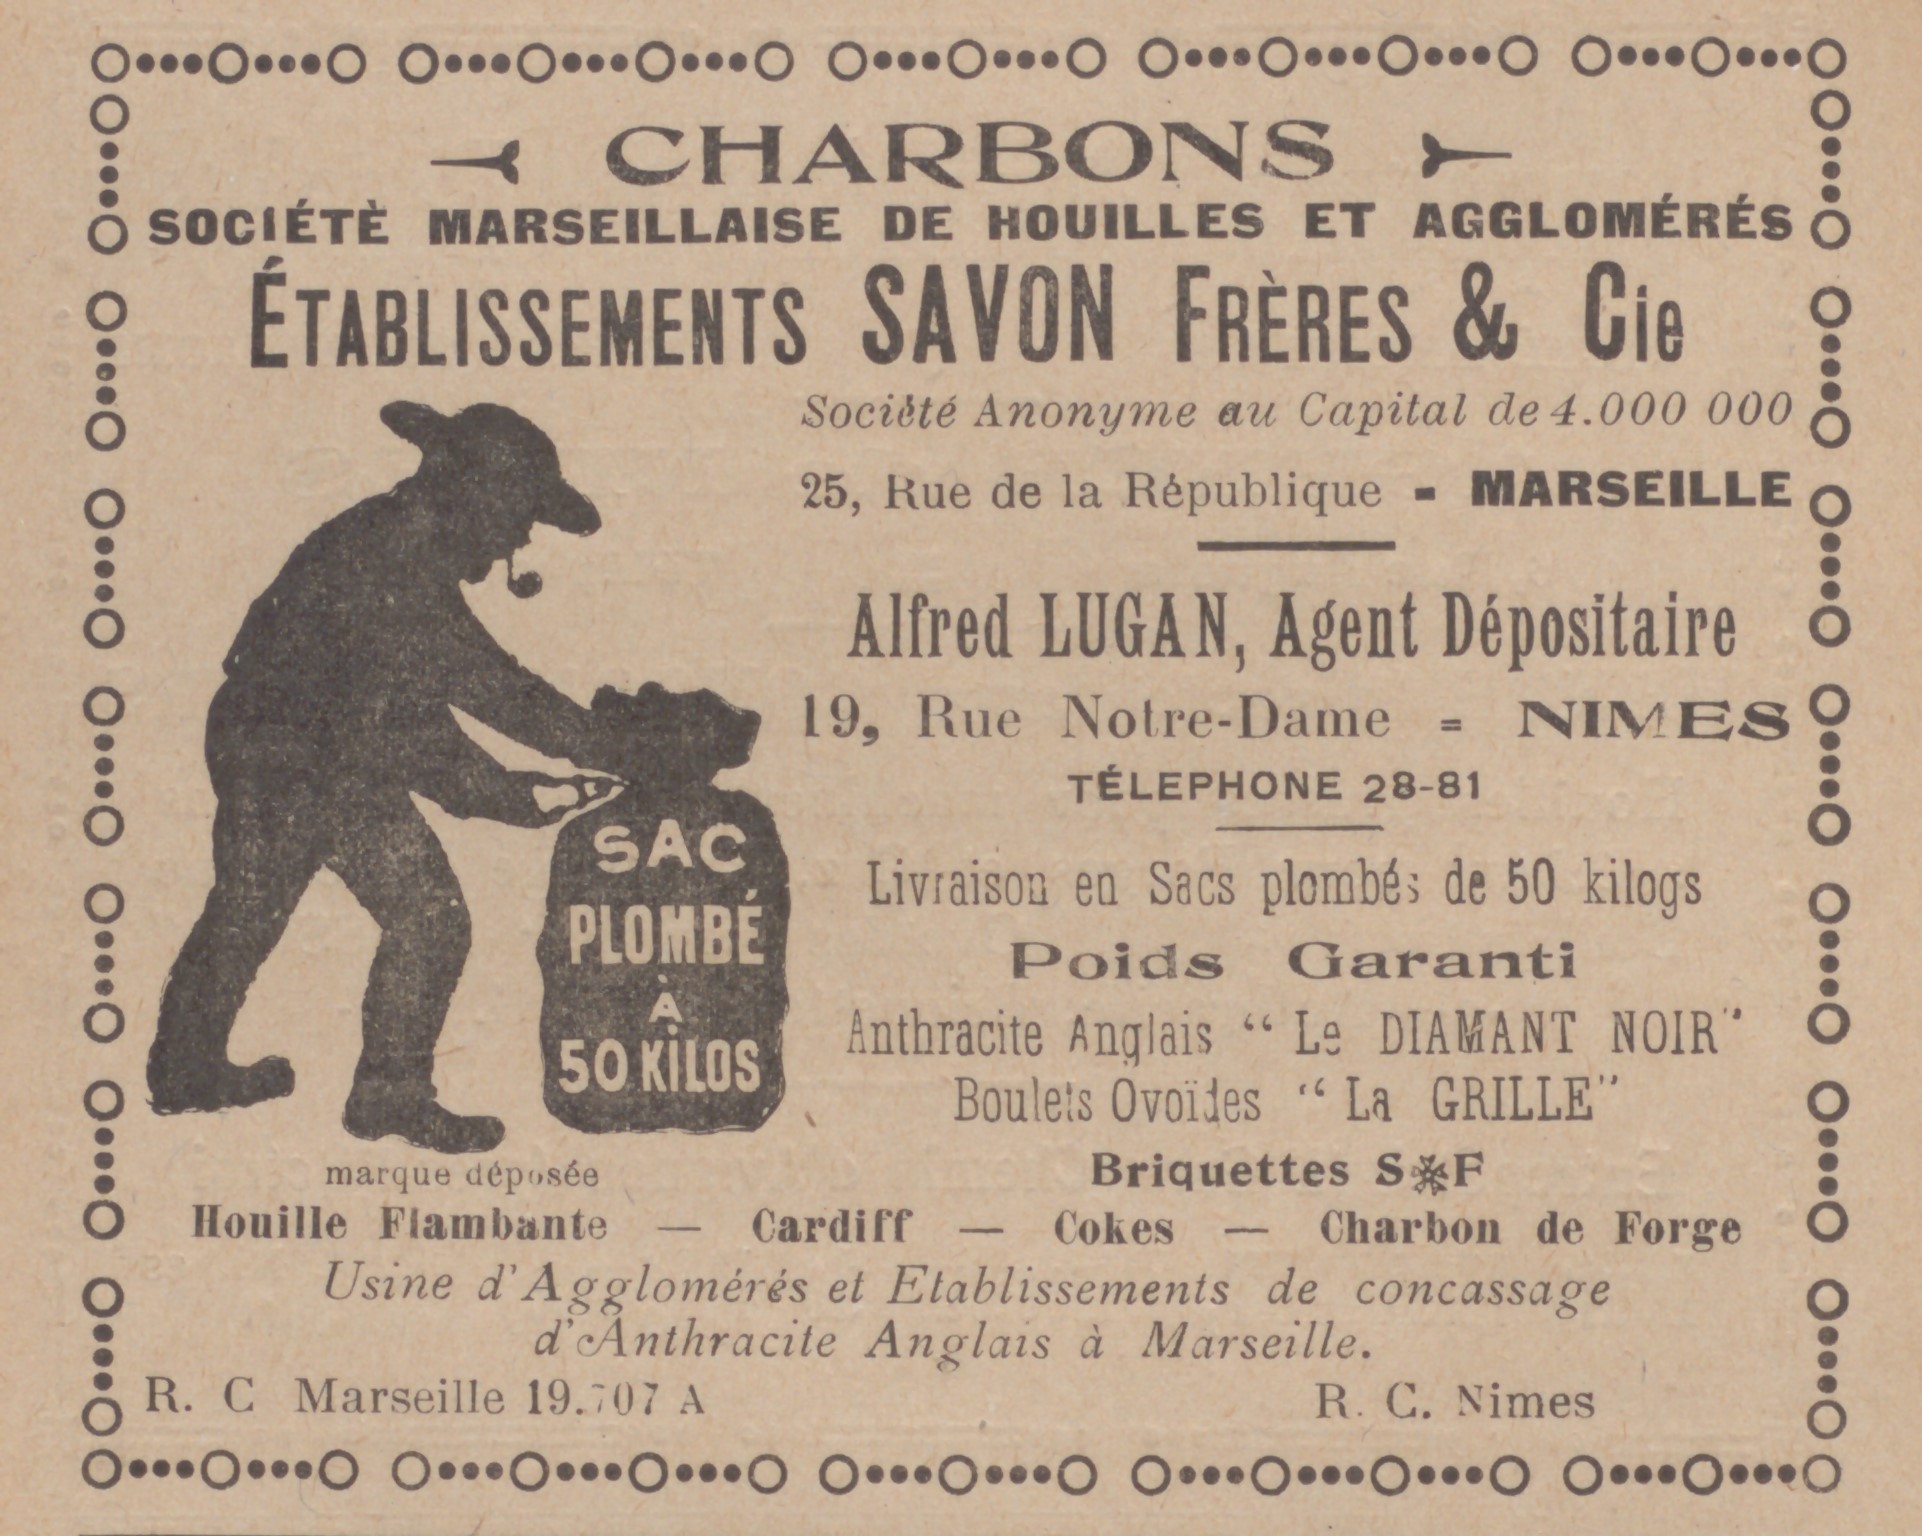 CHARBONS
SOCIÉTÈ MARSEILLAISE DE HOUILLES ET AGGLOMÉRÉS
ÉTABLISSEMENTS SAVON FRÈRES & Cie
Société Anonyme au Capital de 4.000 000
25, Rue de la République - MARSEILLE
Alfred LUGAN, Agent Dépositaire
19, Rue Notre-Dame = NIMES
TÉLEPHONE 28-81
SAC
PLOMBÉ
À
50 KILOS
Livraison en Sacs plombés de 50 kilogs
Poids Garanti
Anthracite Anglais “ Le DIAMANT NOIR”
Boulets Ovoïdes “ La GRILLE”
Briquettes S✠F
marque déposée
Houille Flambante — Cardiff — Cokes — Charbon de Forge
Usine d'Agglomérés et Etablissements de concassage
d'Anthracite Anglais à Marseille.
R. C Marseille 19.707 A
R. C. Nimes